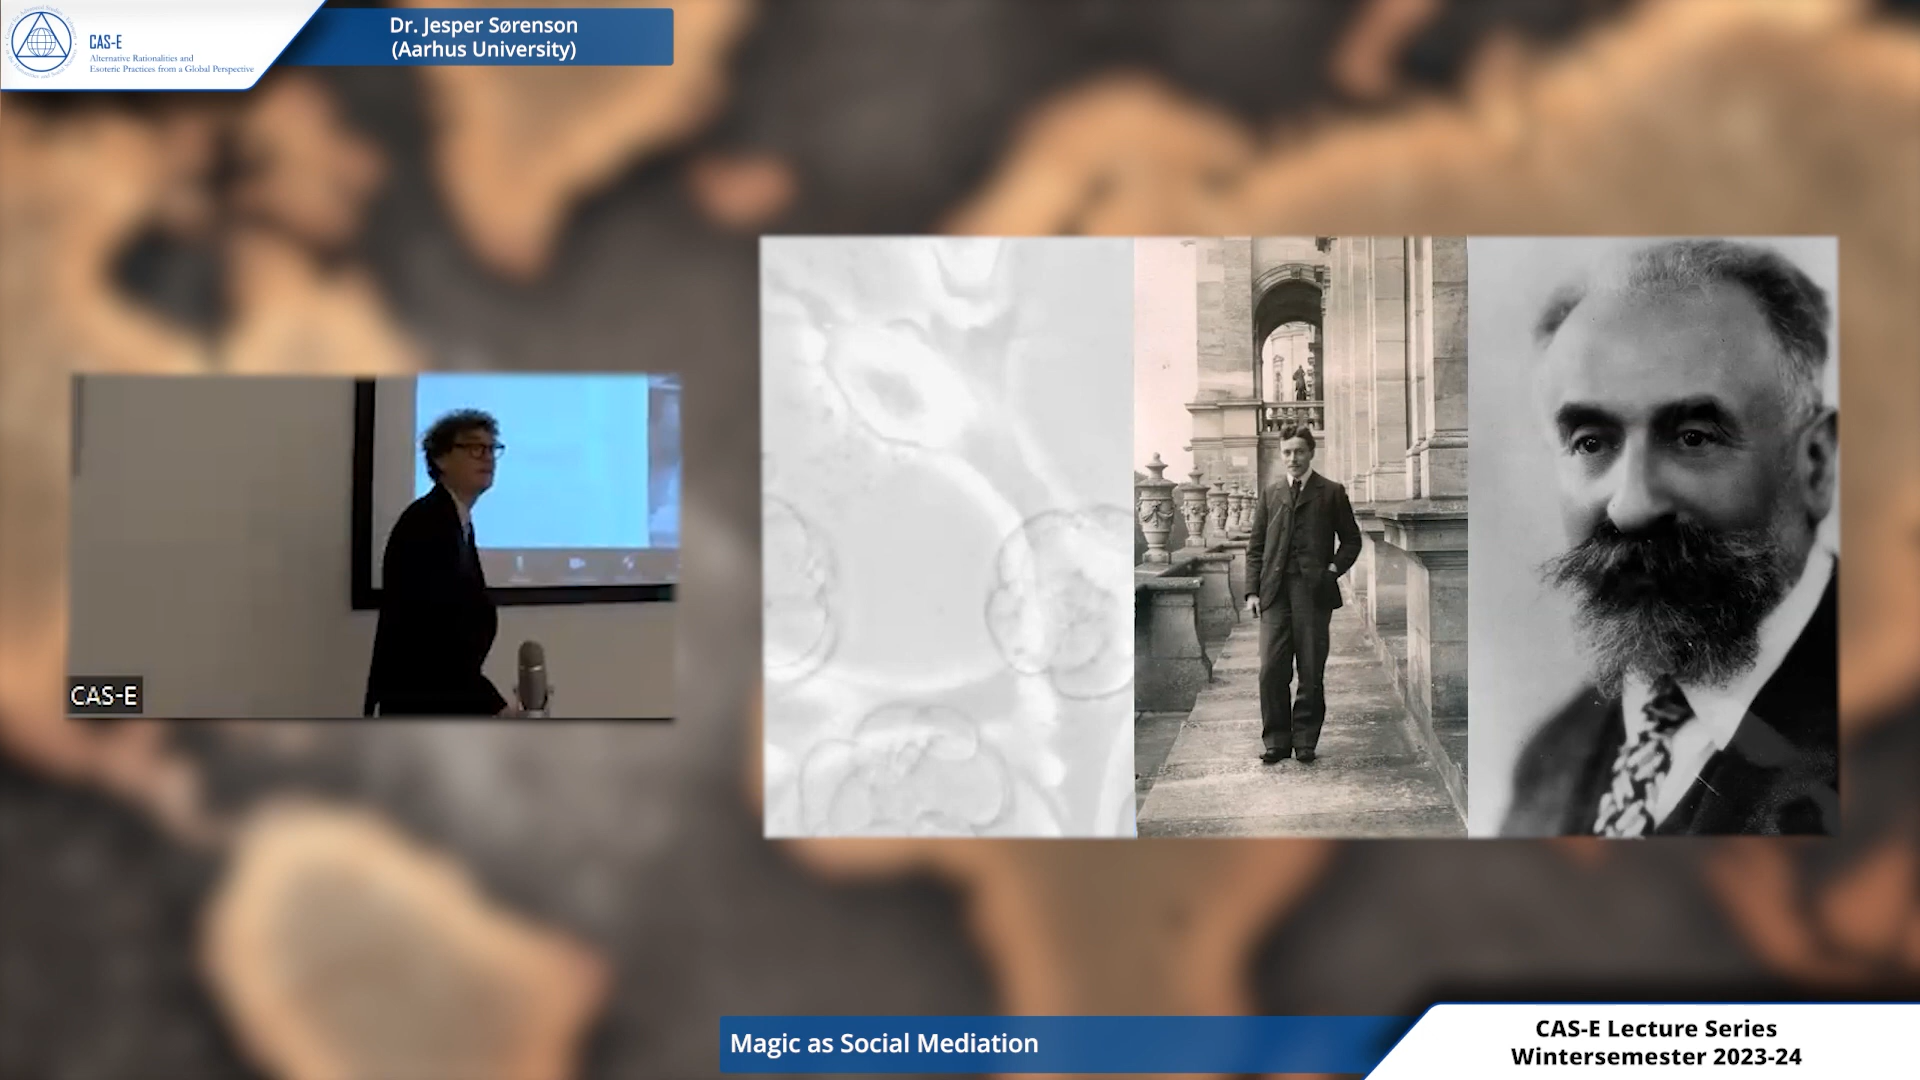 CAS-E
Alternative Rationalities and
Esoteric Practices from a Global Perspective
Dr. Jesper Sørenson
(Aarhus University)
CAS-E
Magic as Social Mediation
CAS-E Lecture Series
Wintersemester 2023-24